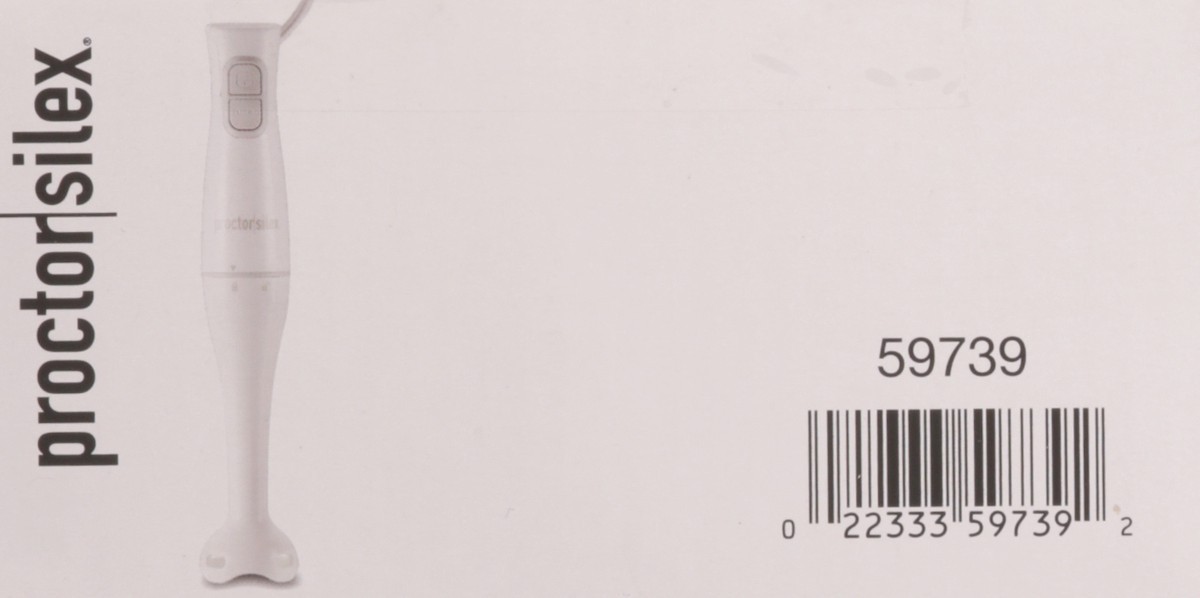 proctor|silex®
proctor|silex
59739
0 22333 59739 2